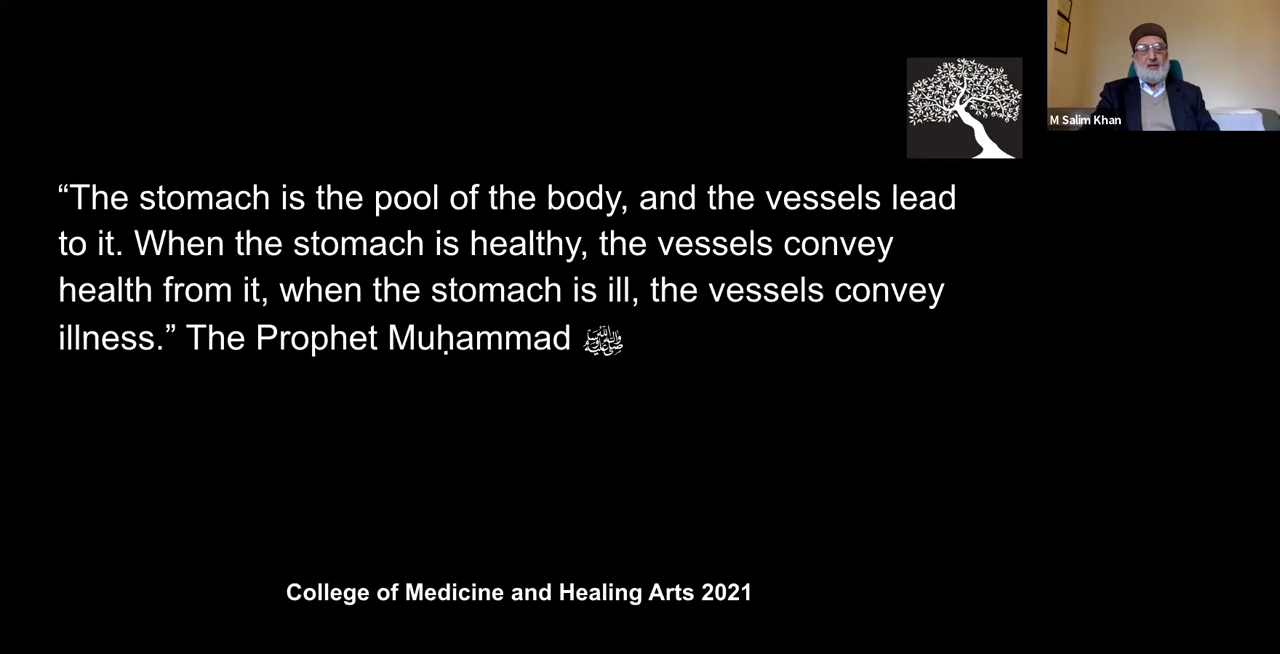 M Salim Khan
“The stomach is the pool of the body, and the vessels lead
to it. When the stomach is healthy, the vessels convey
health from it, when the stomach is ill, the vessels convey
illness.” The Prophet Muḥammad ﷺ
College of Medicine and Healing Arts 2021